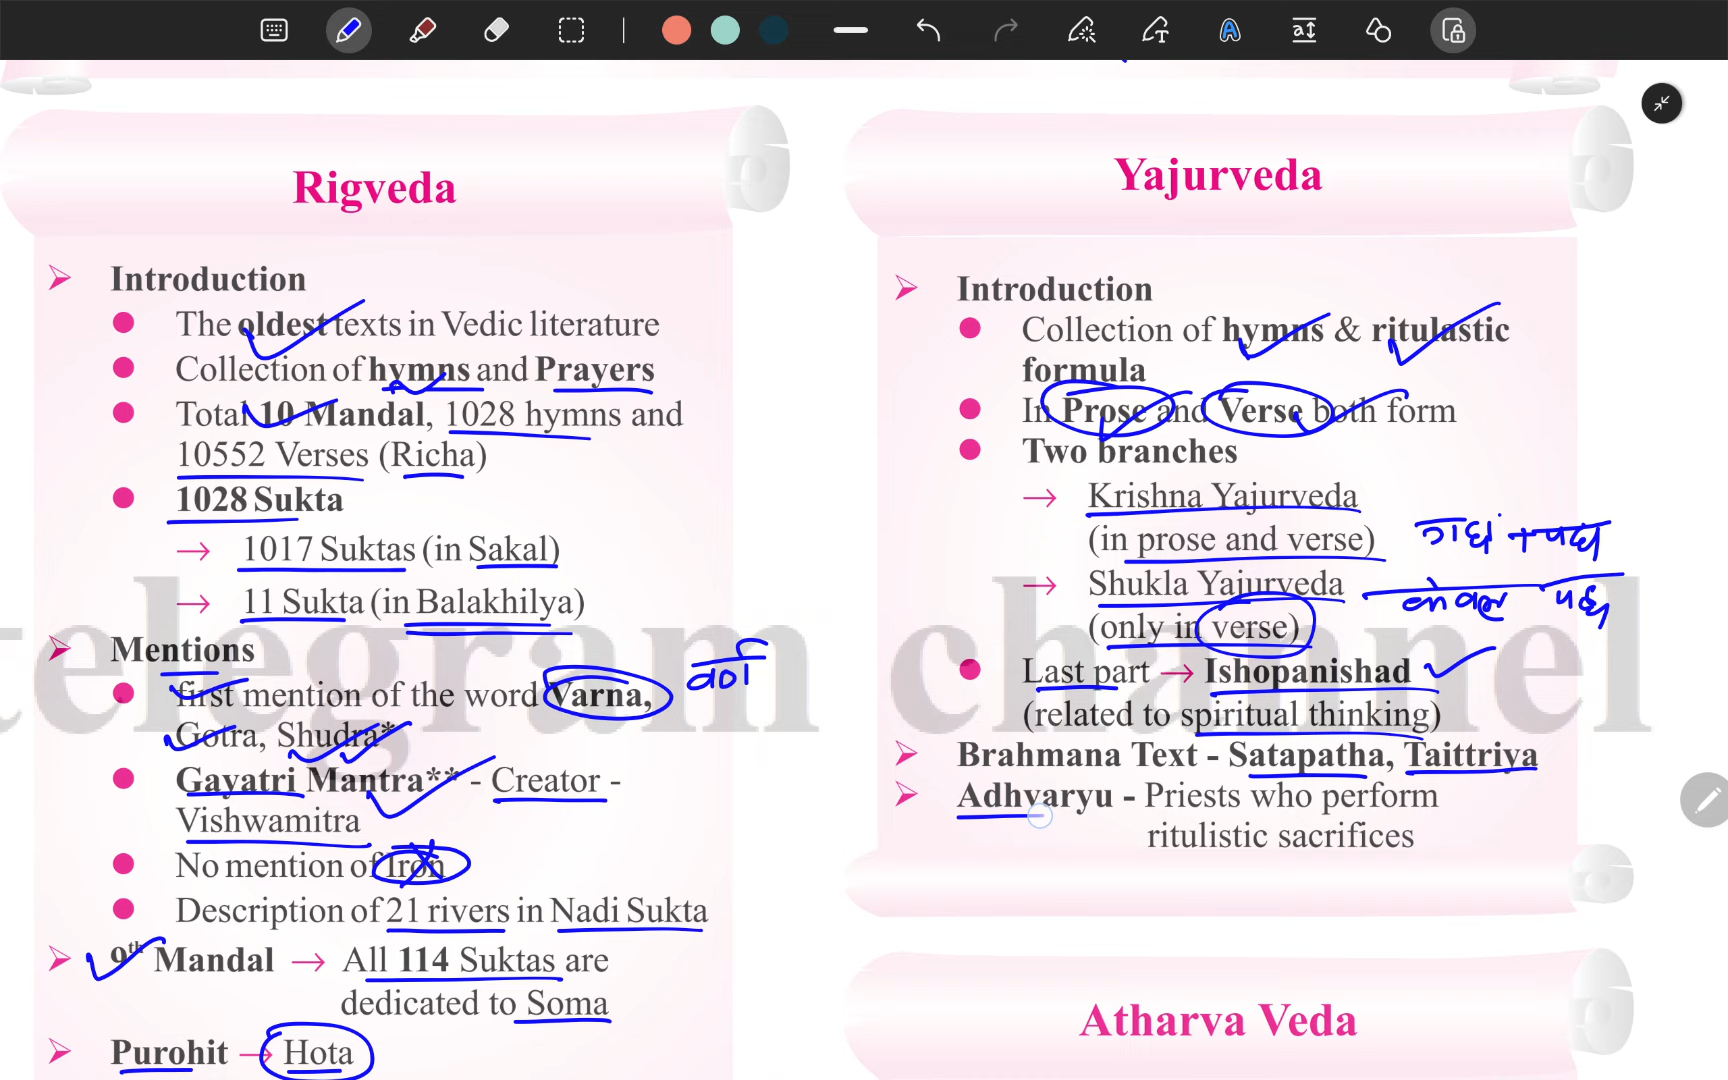 Rigveda
Introduction
The oldest texts in Vedic literature
Collection of hymns and Prayers
Total 10 Mandal, 1028 hymns and
10552 Verses (Richa)
1028 Sukta
→ 1017 Suktas (in Sakal)
→ 11 Sukta (in Balakhilya)
Mentions
first mention of the word Varna,
वर्ण
Gotra, Shudra*
Gayatri Mantra** - Creator -
Vishwamitra
No mention of Iron
Description of 21 rivers in Nadi Sukta
9th Mandal → All 114 Suktas are
dedicated to Soma
Purohit → Hota
Yajurveda
Introduction
Collection of hymns & ritulastic
formula
In Prose and Verse both form
Two branches
→ Krishna Yajurveda
(in prose and verse)
गद्य + पद्य
→ Shukla Yajurveda
केवल पद्य
(only in verse)
Last part → Ishopanishad
(related to spiritual thinking)
Brahmana Text - Satapatha, Taittriya
Adhvaryu - Priests who perform
ritulistic sacrifices
Atharva Veda
telegram channel